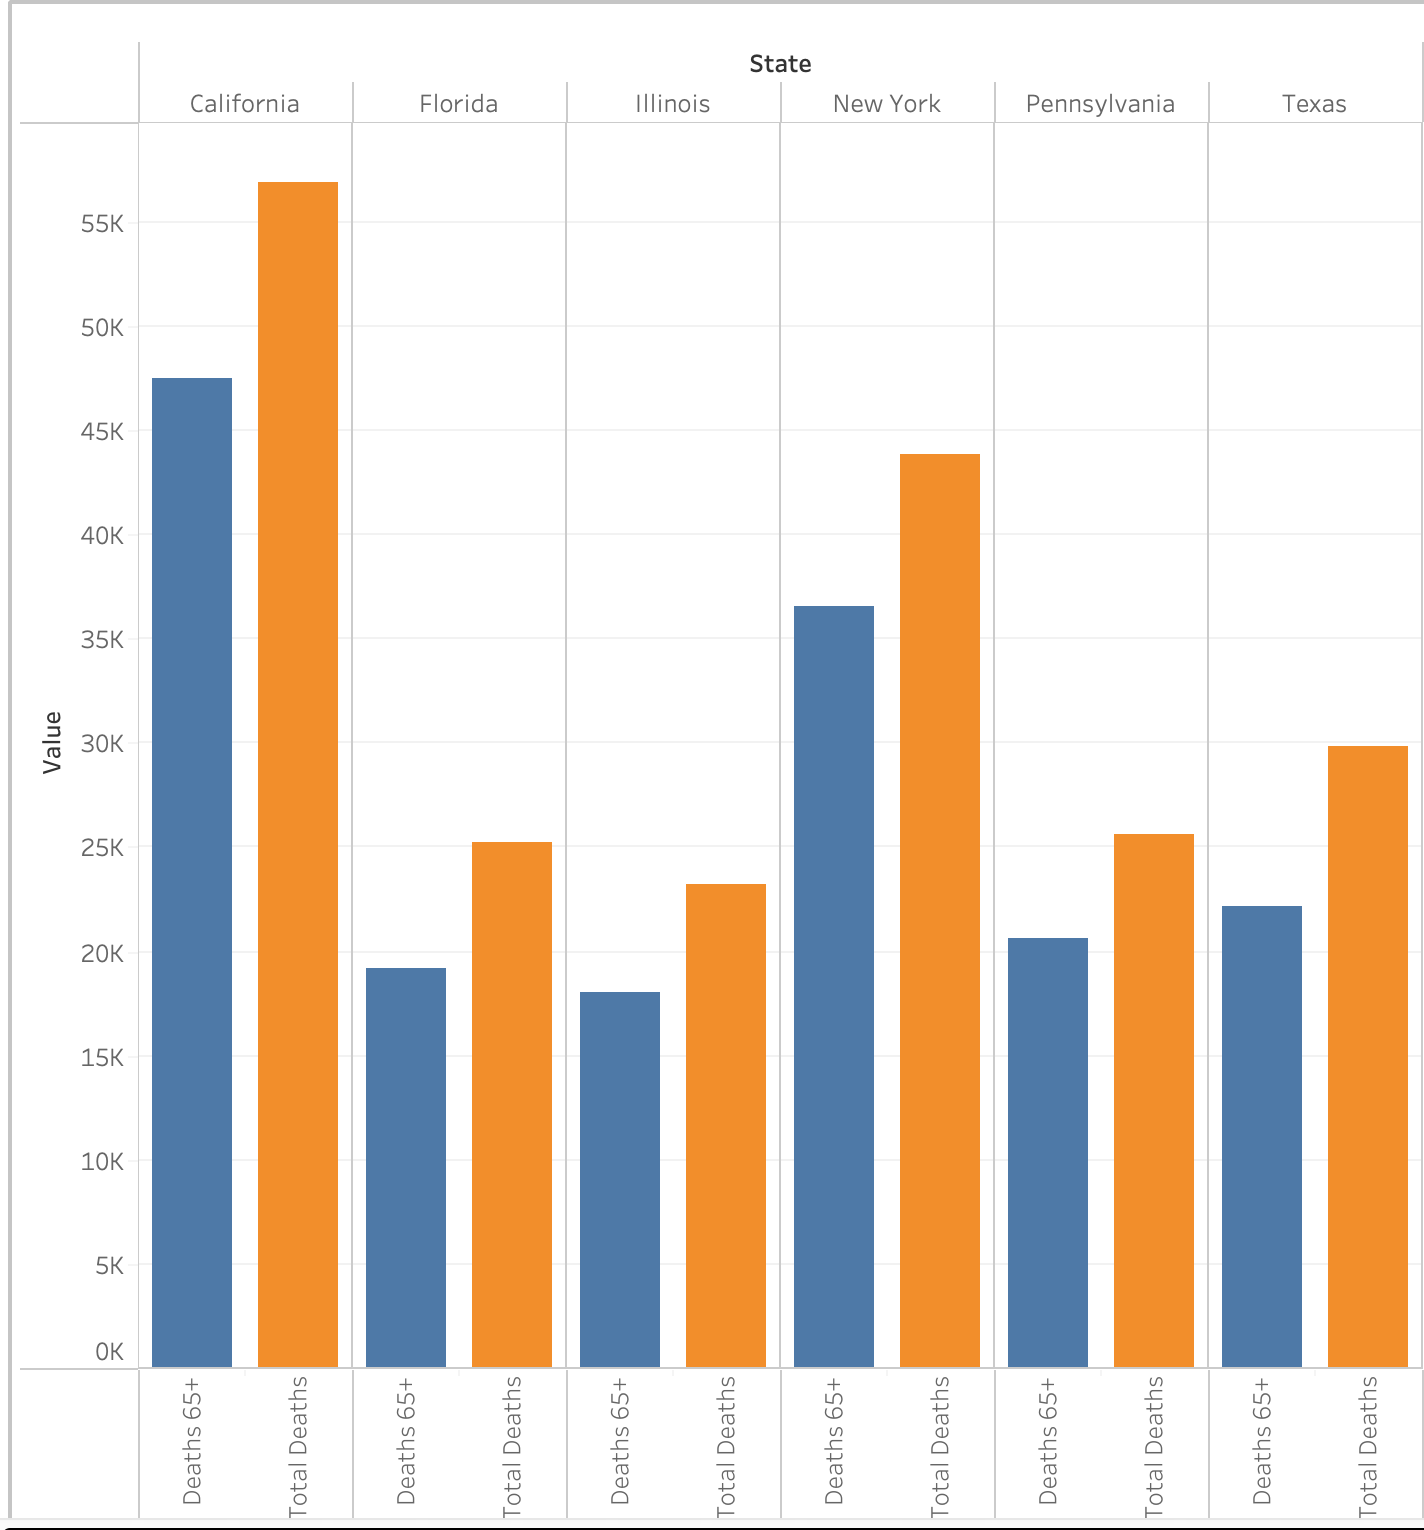 State
California Florida Illinois New York Pennsylvania Texas
55K
50K
45K
40K
35K
30K
25K
20K
15K
10K
5K
0K
Value
Deaths 65+ Total Deaths Deaths 65+ Total Deaths Deaths 65+ Total Deaths Deaths 65+ Total Deaths Deaths 65+ Total Deaths Deaths 65+ Total Deaths